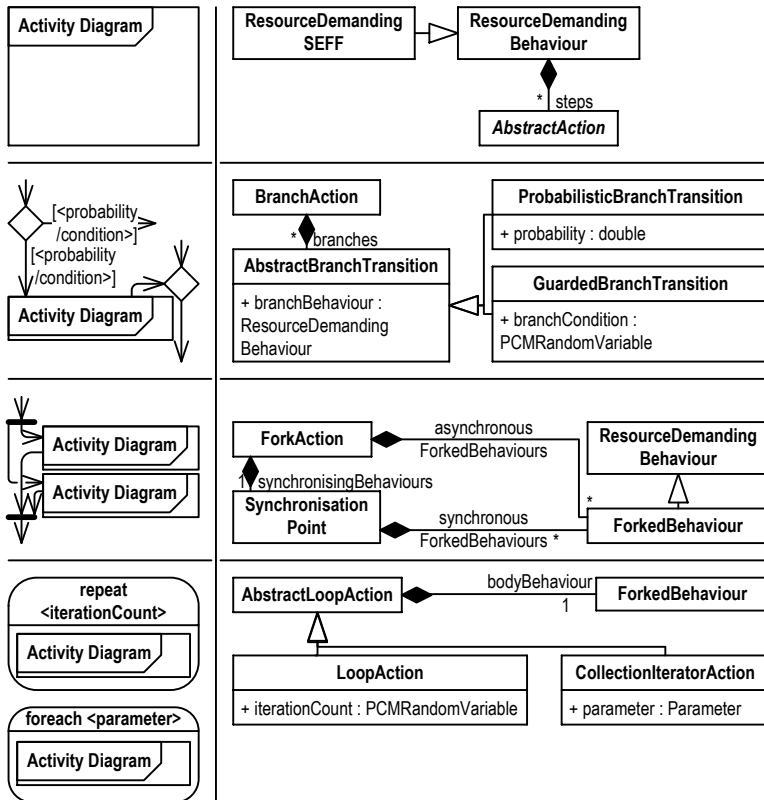 Activity Diagram
ResourceDemanding
SEFF
ResourceDemanding
Behaviour
* steps
AbstractAction
[<probability
/condition>]
[<probability
/condition>]
Activity Diagram
BranchAction
* branches
AbstractBranchTransition
+ branchBehaviour :
ResourceDemanding
Behaviour
ProbabilisticBranchTransition
+ probability : double
GuardedBranchTransition
+ branchCondition :
PCMRandomVariable
Activity Diagram
Activity Diagram
ForkAction
asynchronous
ForkedBehaviours
*
ResourceDemanding
Behaviour
1 synchronisingBehaviours
Synchronisation
Point
synchronous
ForkedBehaviours *
ForkedBehaviour
repeat
<iterationCount>
Activity Diagram
foreach <parameter>
Activity Diagram
AbstractLoopAction
bodyBehaviour
1
ForkedBehaviour
LoopAction
+ iterationCount : PCMRandomVariable
CollectionIteratorAction
+ parameter : Parameter